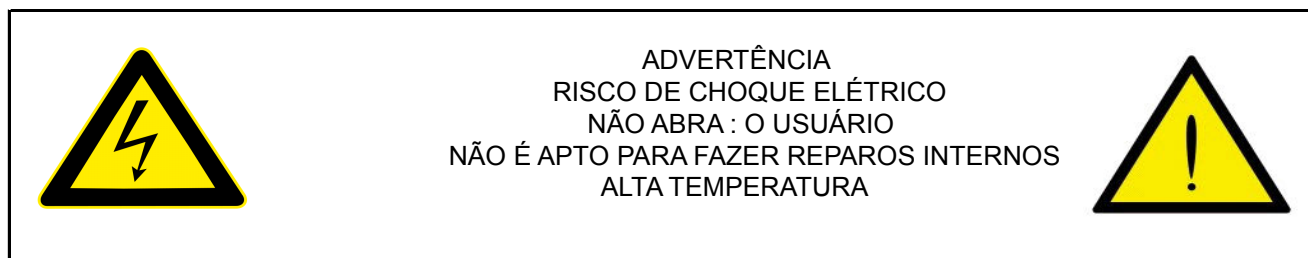 ADVERTÊNCIA
RISCO DE CHOQUE ELÉTRICO
NÃO ABRA : O USUÁRIO
NÃO É APTO PARA FAZER REPAROS INTERNOS
ALTA TEMPERATURA